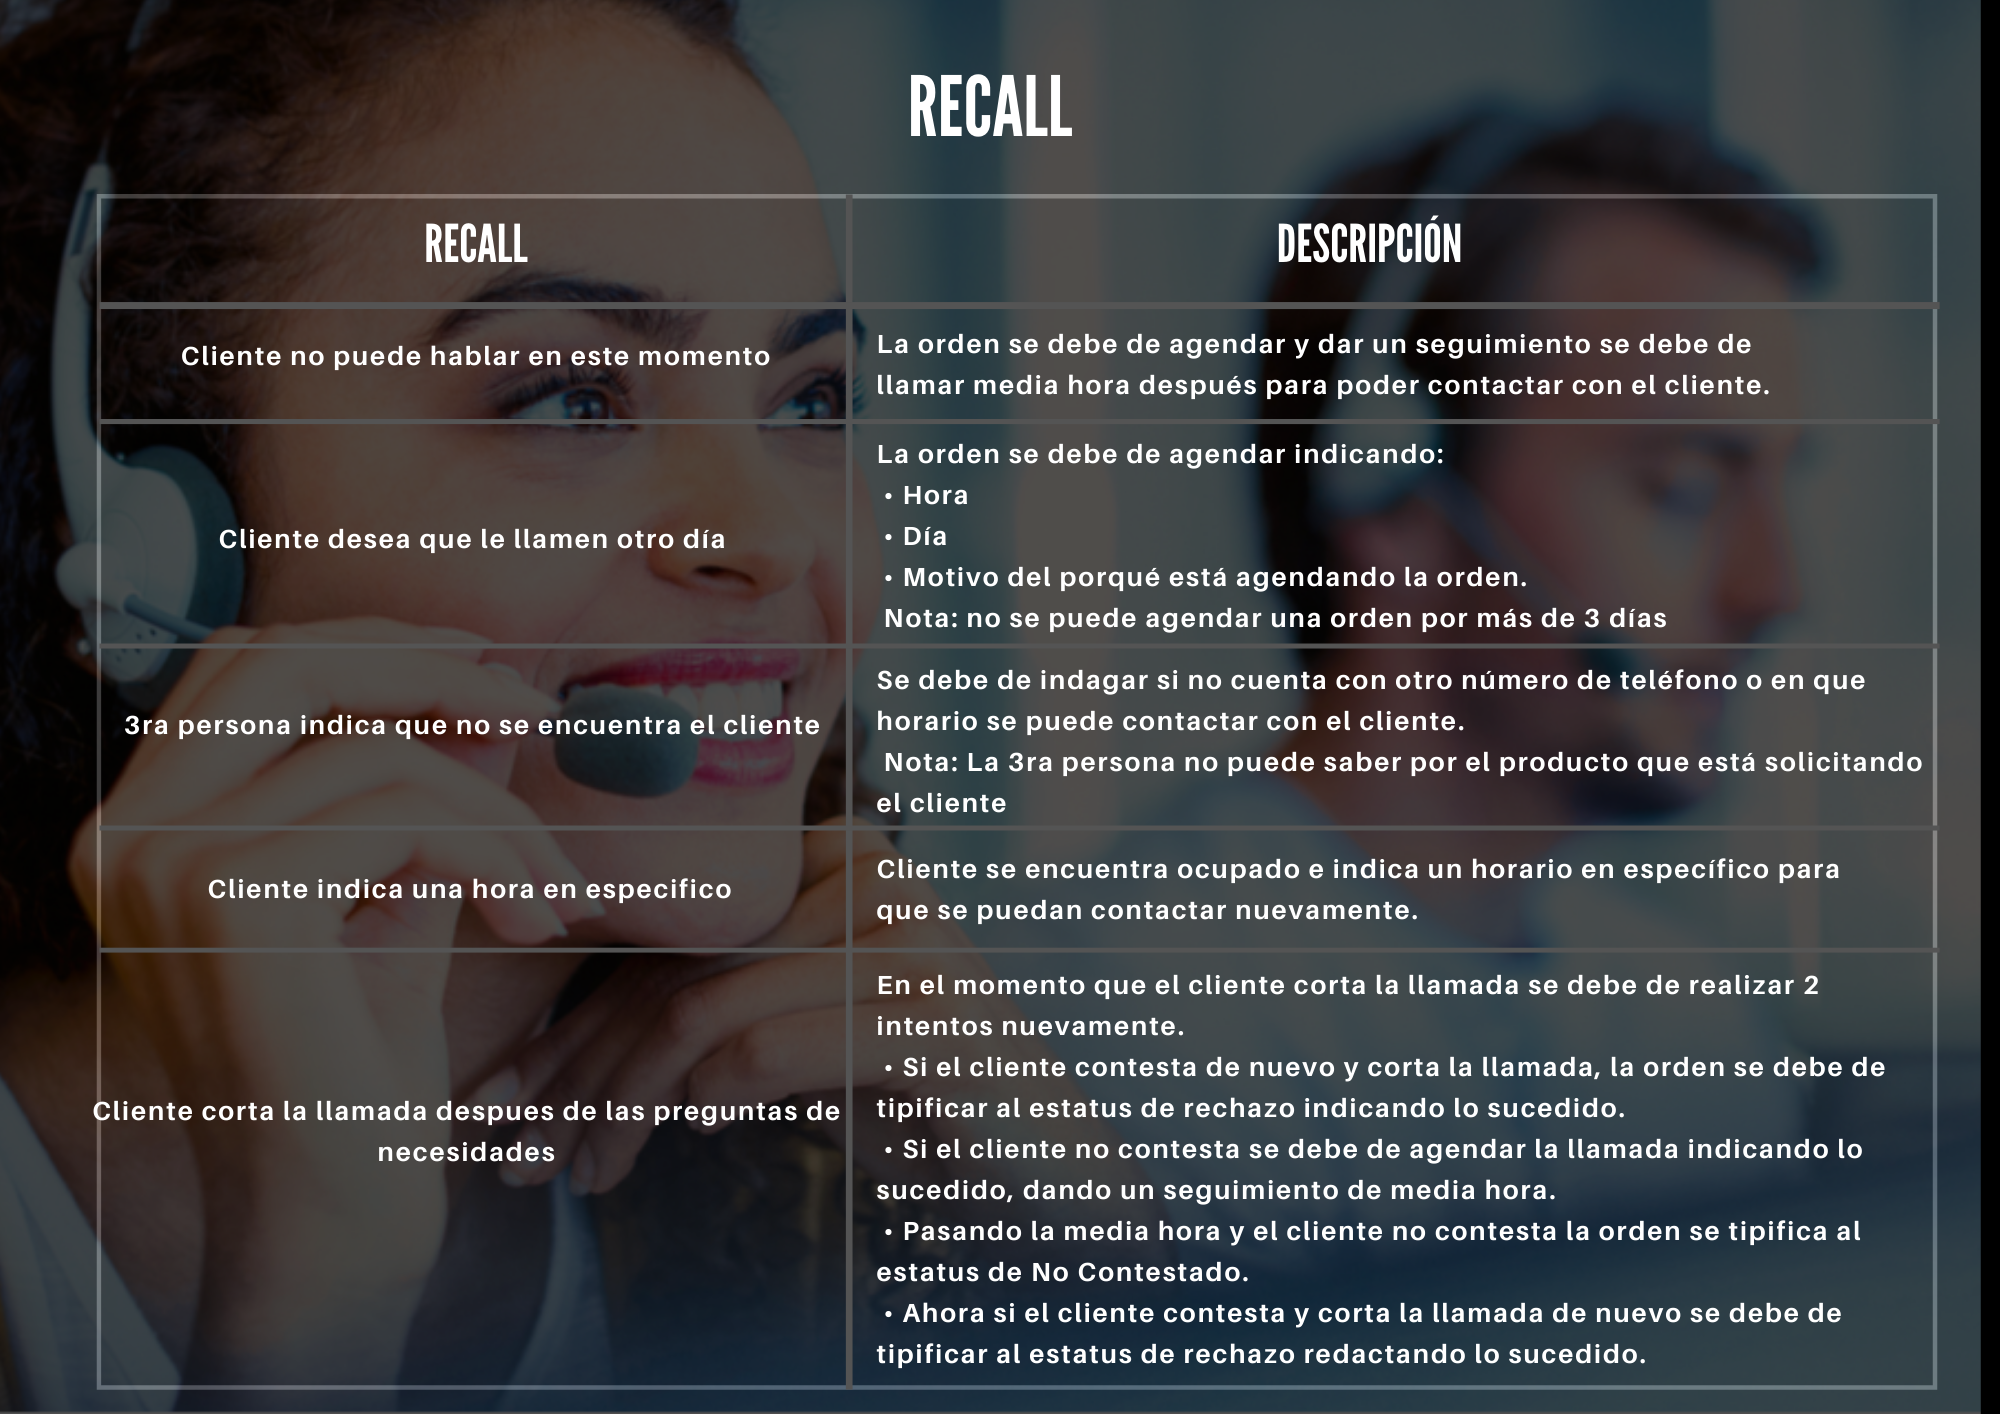 RECALL
RECALL
DESCRIPCIÓN
Cliente no puede hablar en este momento
La orden se debe de agendar y dar un seguimiento se debe de
llamar media hora después para poder contactar con el cliente.
Cliente desea que le llamen otro día
La orden se debe de agendar indicando:
• Hora
• Día
• Motivo del porqué está agendando la orden.
Nota: no se puede agendar una orden por más de 3 días
3ra persona indica que no se encuentra el cliente
Se debe de indagar si no cuenta con otro número de teléfono o en que
horario se puede contactar con el cliente.
Nota: La 3ra persona no puede saber por el producto que está solicitando
el cliente
Cliente indica una hora en especifico
Cliente se encuentra ocupado e indica un horario en específico para
que se puedan contactar nuevamente.
Cliente corta la llamada despues de las preguntas de
necesidades
En el momento que el cliente corta la llamada se debe de realizar 2
intentos nuevamente.
• Si el cliente contesta de nuevo y corta la llamada, la orden se debe de
tipificar al estatus de rechazo indicando lo sucedido.
• Si el cliente no contesta se debe de agendar la llamada indicando lo
sucedido, dando un seguimiento de media hora.
• Pasando la media hora y el cliente no contesta la orden se tipifica al
estatus de No Contestado.
• Ahora si el cliente contesta y corta la llamada de nuevo se debe de
tipificar al estatus de rechazo redactando lo sucedido.